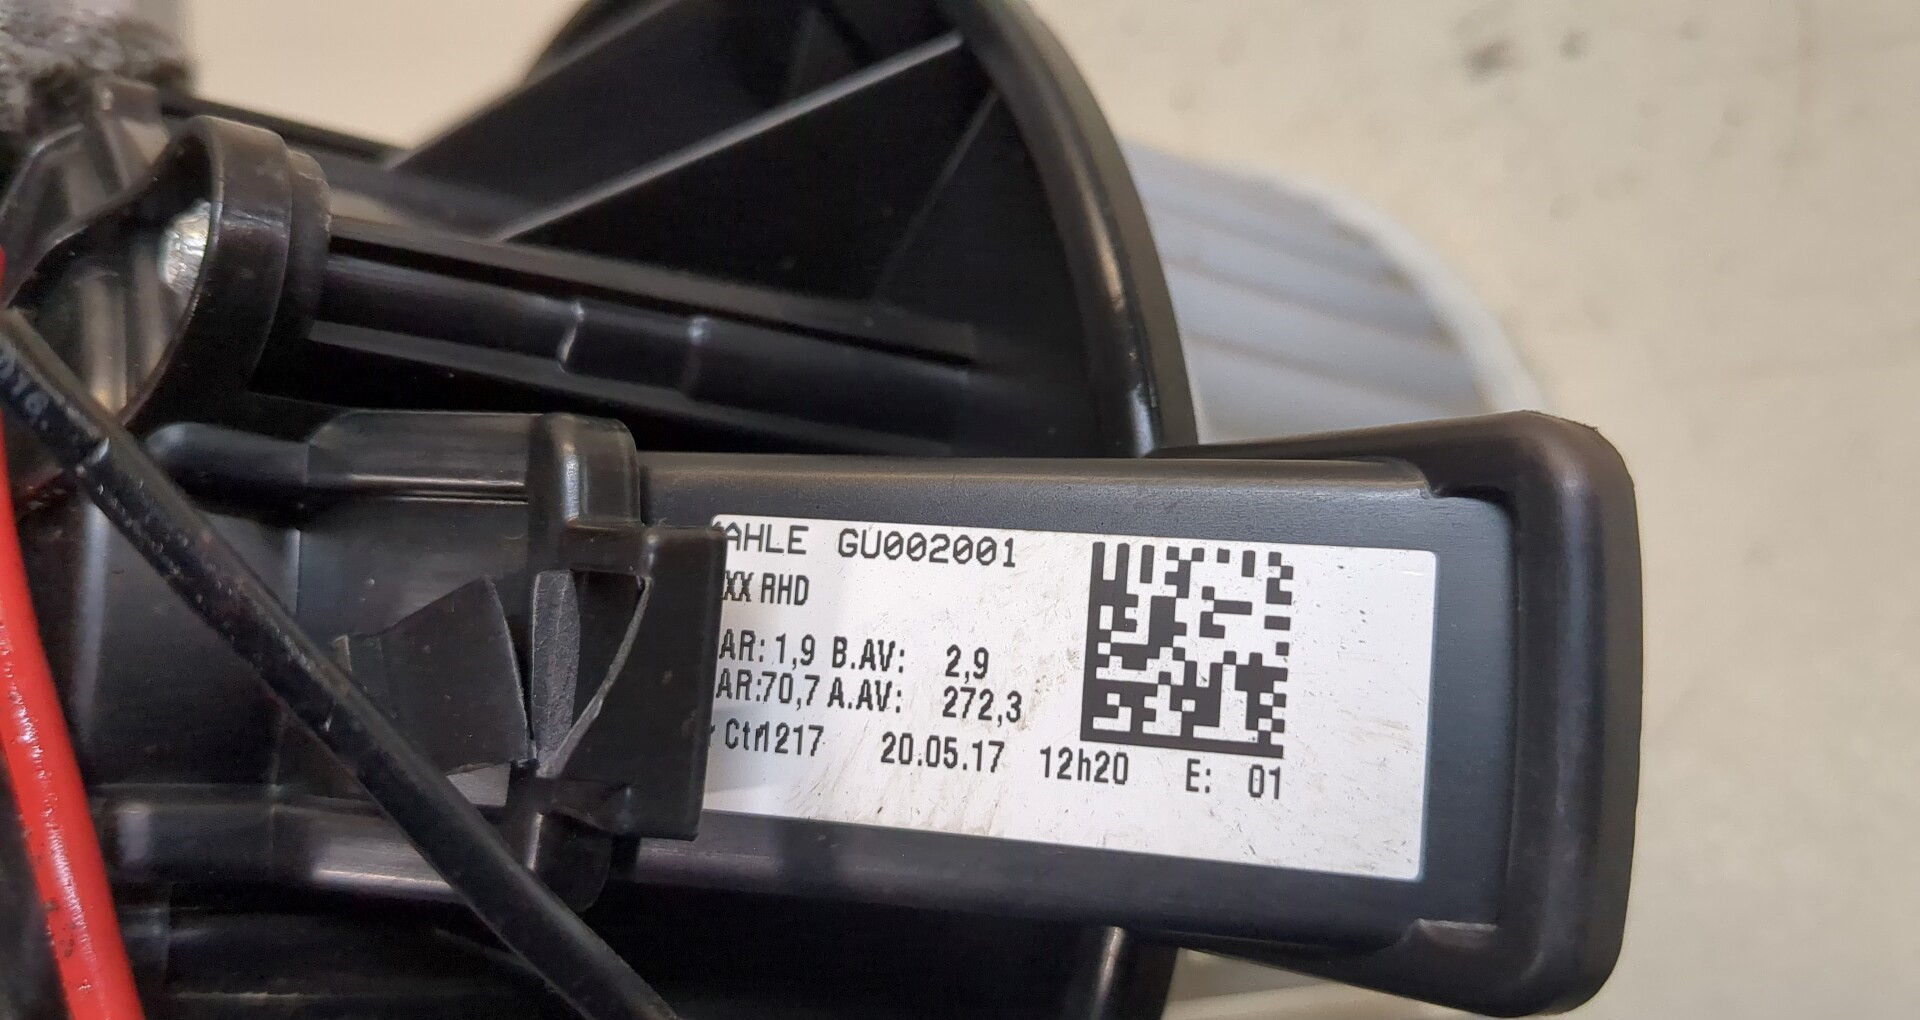 AHLE GU002001
XX RHD
AR: 1,9 B.AV: 2,9
AR:70,7 A.AV: 272,3
Ctrl217 20.05.17 12h20 E: 01